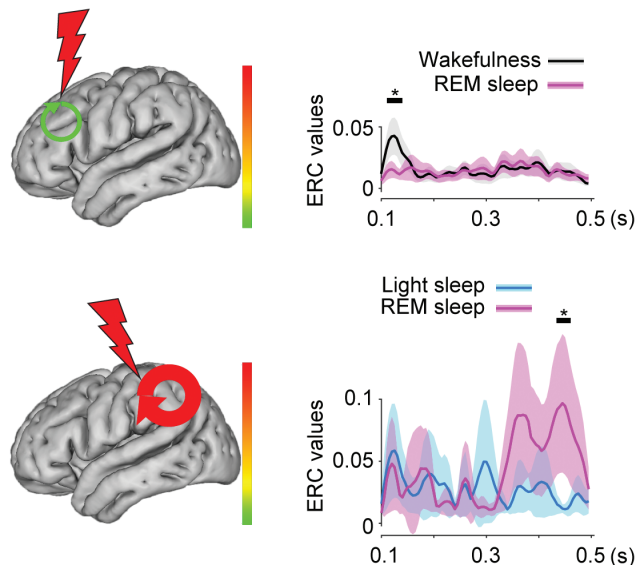 Wakefulness
REM sleep
*
0.05
0
ERC values
0.1 0.3 0.5 (s)
Light sleep
REM sleep
*
0.1
0.05
0
ERC values
0.1 0.3 0.5 (s)